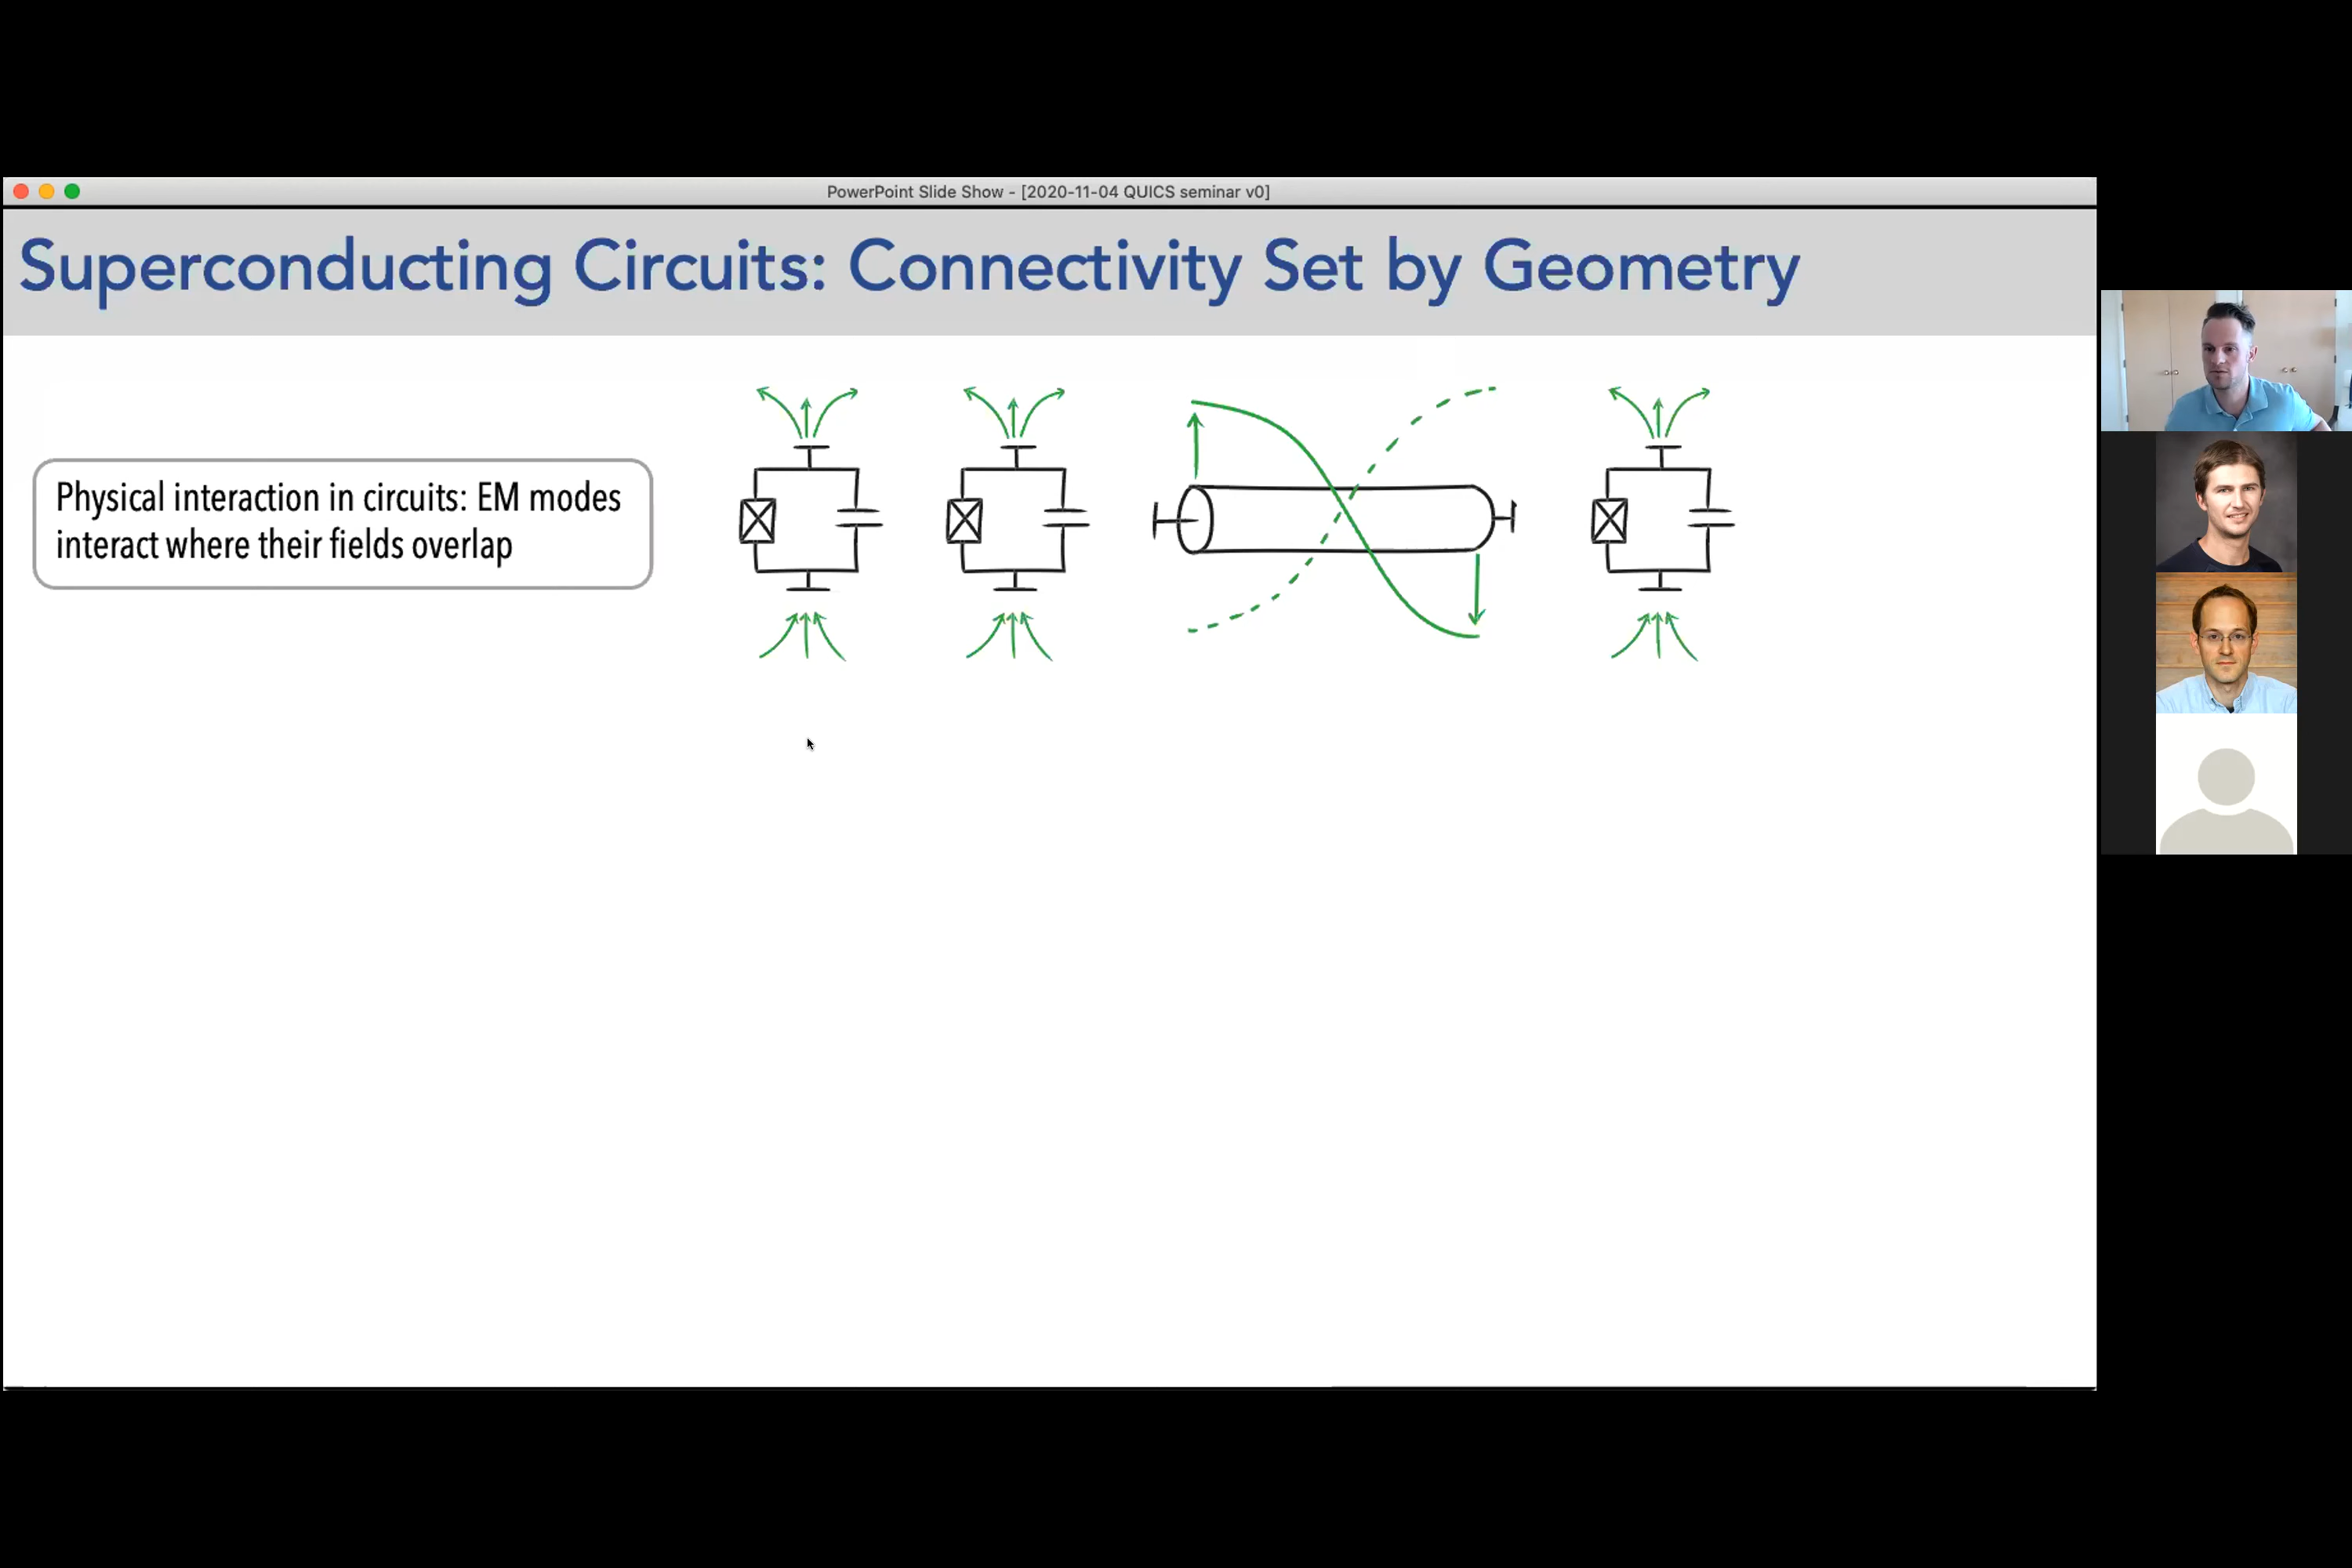 PowerPoint Slide Show - [2020-11-04 QUICS seminar v0]
Superconducting Circuits: Connectivity Set by Geometry
Physical interaction in circuits: EM modes
interact where their fields overlap